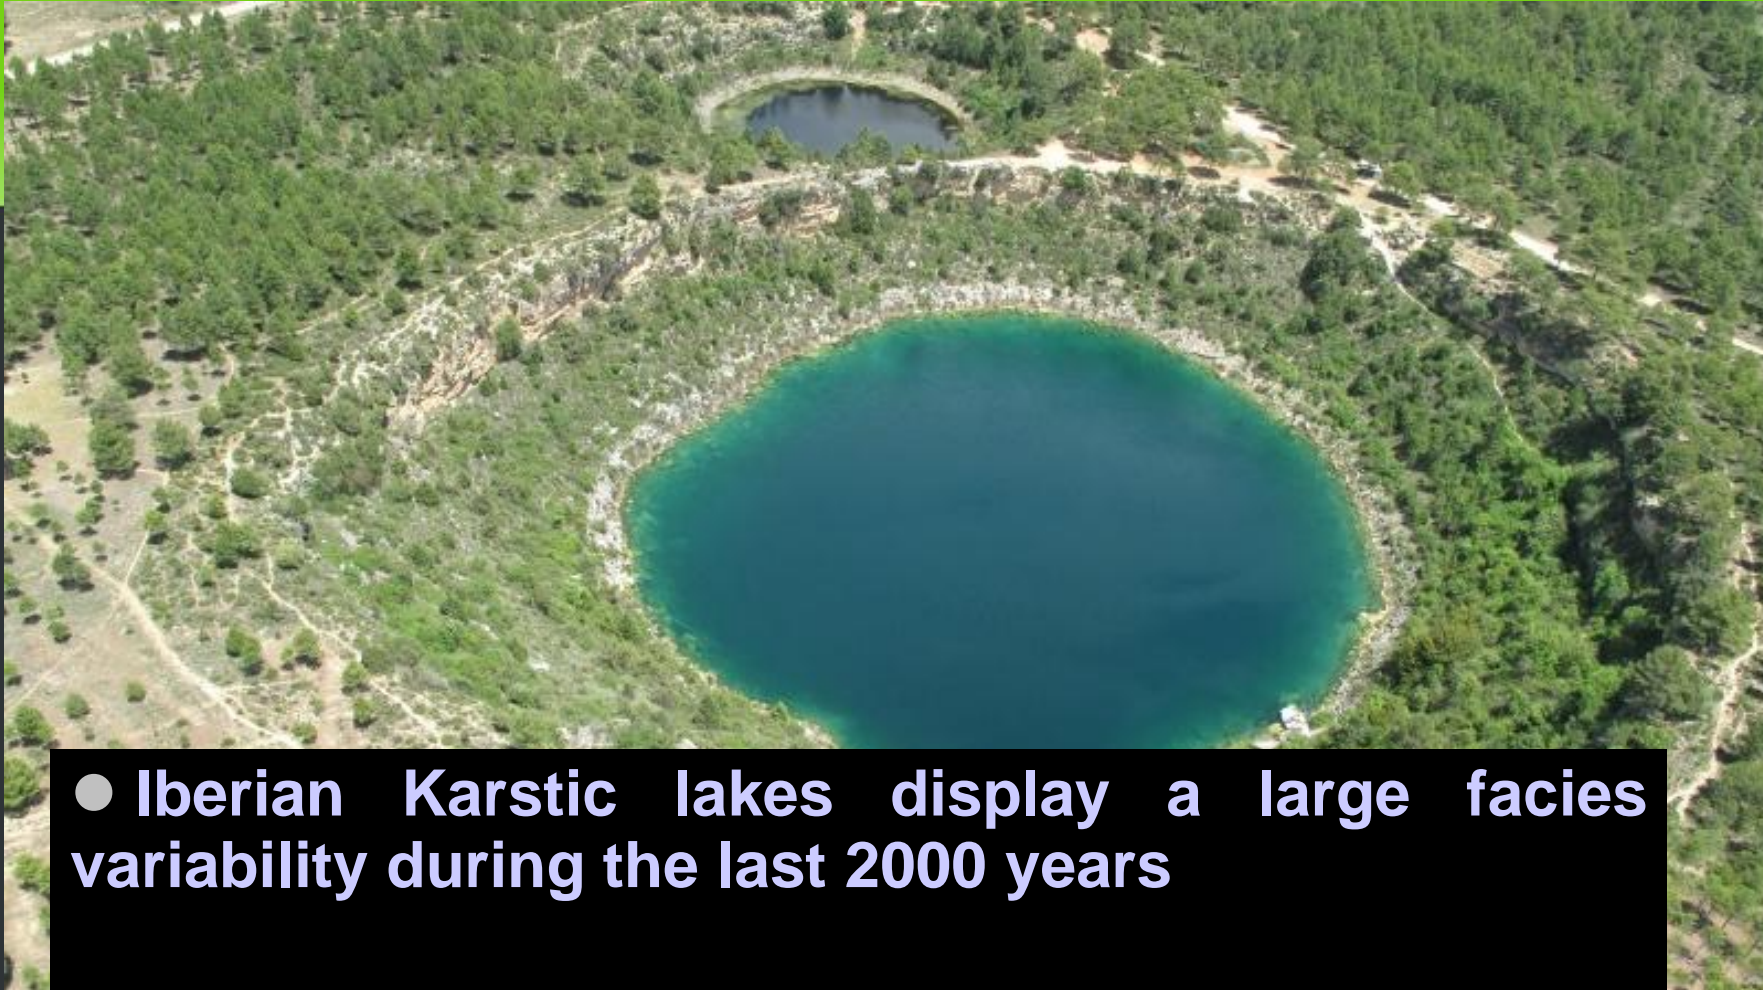 ● Iberian Karstic lakes display a large facies
variability during the last 2000 years